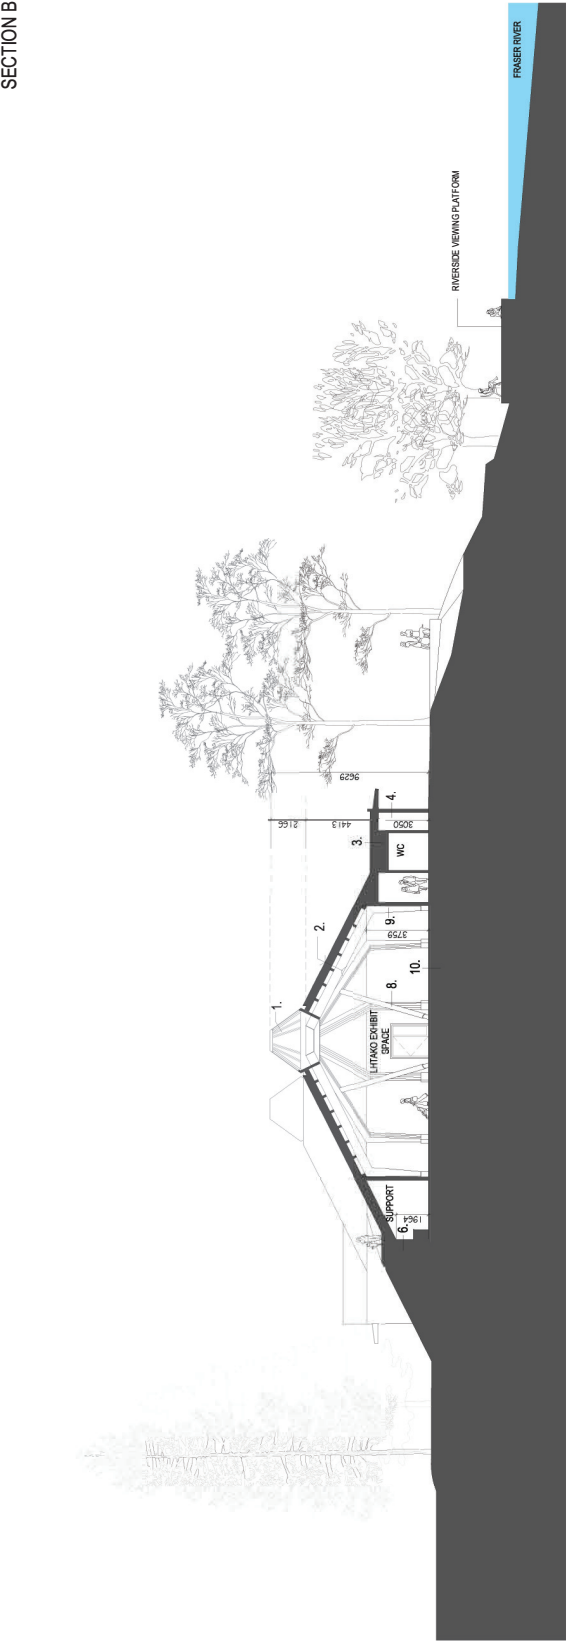 SECTION B
FRASER RIVER
RIVERSIDE VIEWING PLATFORM
9629
2166
4413
3050
3.
4.
WC
2.
9.
3759
10.
1.
8.
LHTAKO EXHIBIT
SPACE
SUPPORT
1964
6.